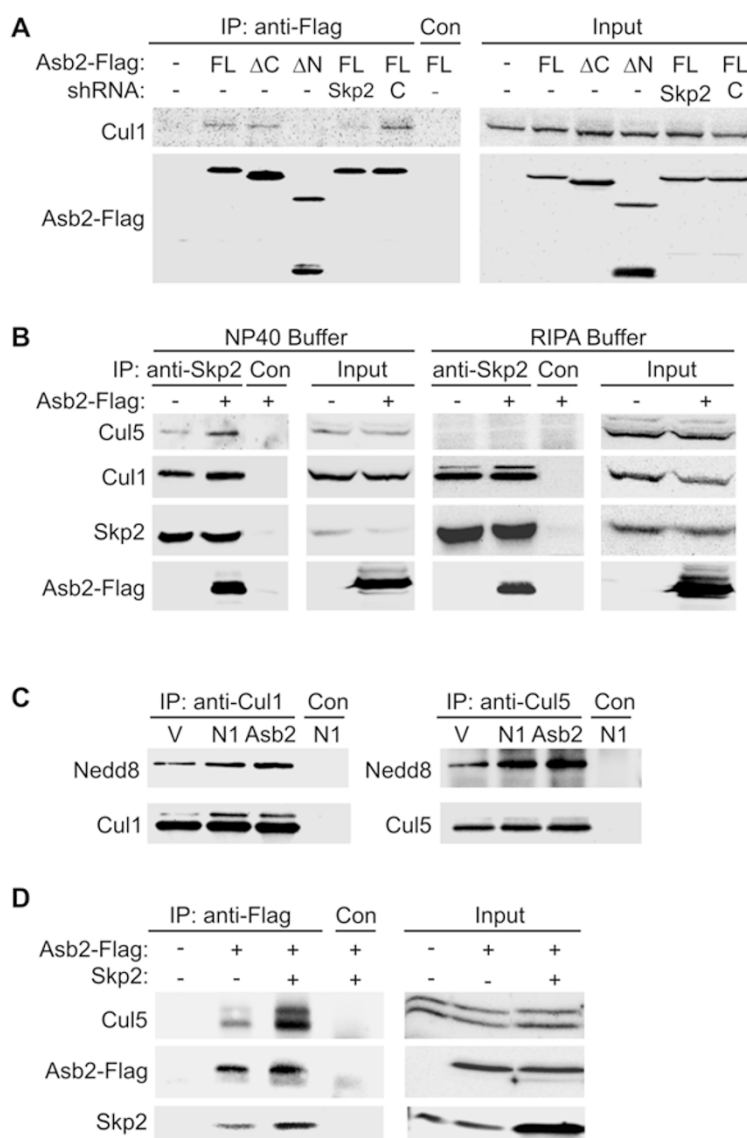 A
IP: anti-Flag Con Input
Asb2-Flag: - FL ΔC ΔN FL FL FL - FL ΔC ΔN FL FL
shRNA: - - - - Skp2 C - - - - - Skp2 C
Cul1
Asb2-Flag
B
NP40 Buffer RIPA Buffer
IP: anti-Skp2 Con Input anti-Skp2 Con Input
Asb2-Flag: - + + - + - + + - +
Cul5
Cul1
Skp2
Asb2-Flag
C
IP: anti-Cul1 Con IP: anti-Cul5 Con
V N1 Asb2 N1 V N1 Asb2 N1
Nedd8 Nedd8
Cul1 Cul5
D
IP: anti-Flag Con Input
Asb2-Flag: - + + + - + +
Skp2: - - + + - - +
Cul5
Asb2-Flag
Skp2